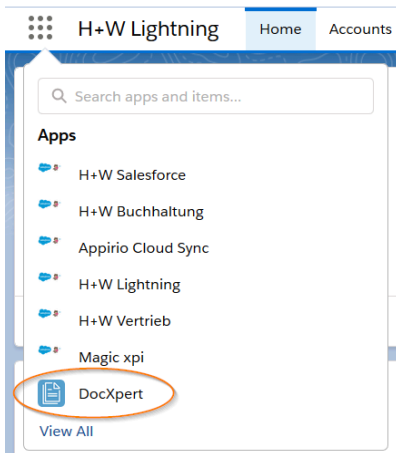 H+W Lightning Home Accounts
Search apps and items...
Apps
H+W Salesforce
H+W Buchhaltung
Appirio Cloud Sync
H+W Lightning
H+W Vertrieb
Magic xpi
DocXpert
View All